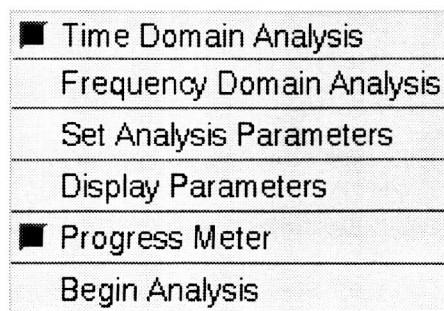 Time Domain Analysis
Frequency Domain Analysis
Set Analysis Parameters
Display Parameters
Progress Meter
Begin Analysis